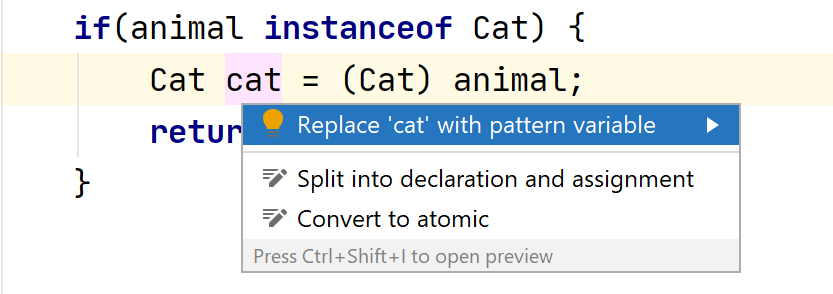 if(animal instanceof Cat) {
Cat cat = (Cat) animal;
Replace 'cat' with pattern variable
}
Split into declaration and assignment
Convert to atomic
Press Ctrl+Shift+I to open preview